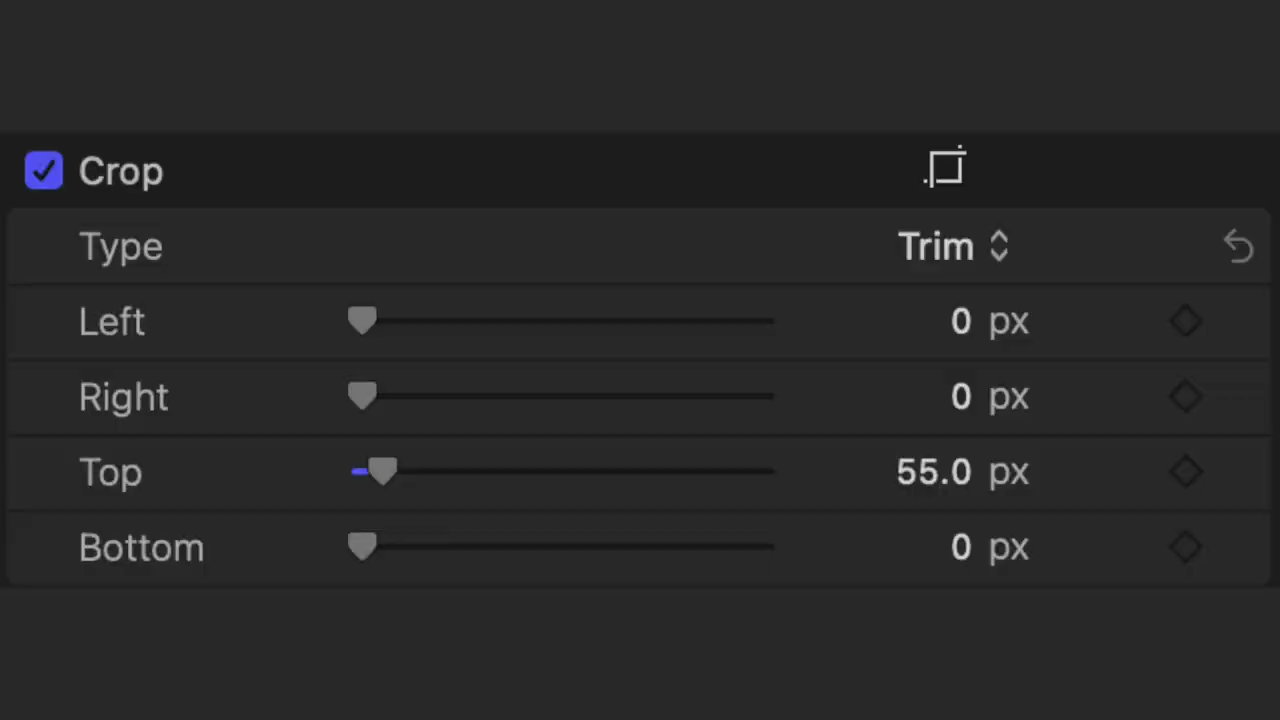 Crop
Type Trim
Left 0 px
Right 0 px
Top 55.0 px
Bottom 0 px